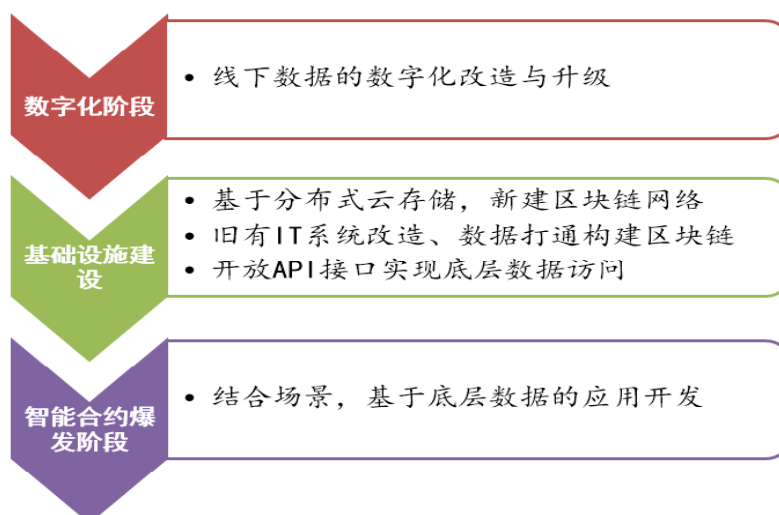 数字化阶段
• 线下数据的数字化改造与升级
基础设施建
设
• 基于分布式云存储，新建区块链网络
• 旧有IT系统改造、数据打通构建区块链
• 开放API接口实现底层数据访问
智能合约爆
发阶段
• 结合场景，基于底层数据的应用开发